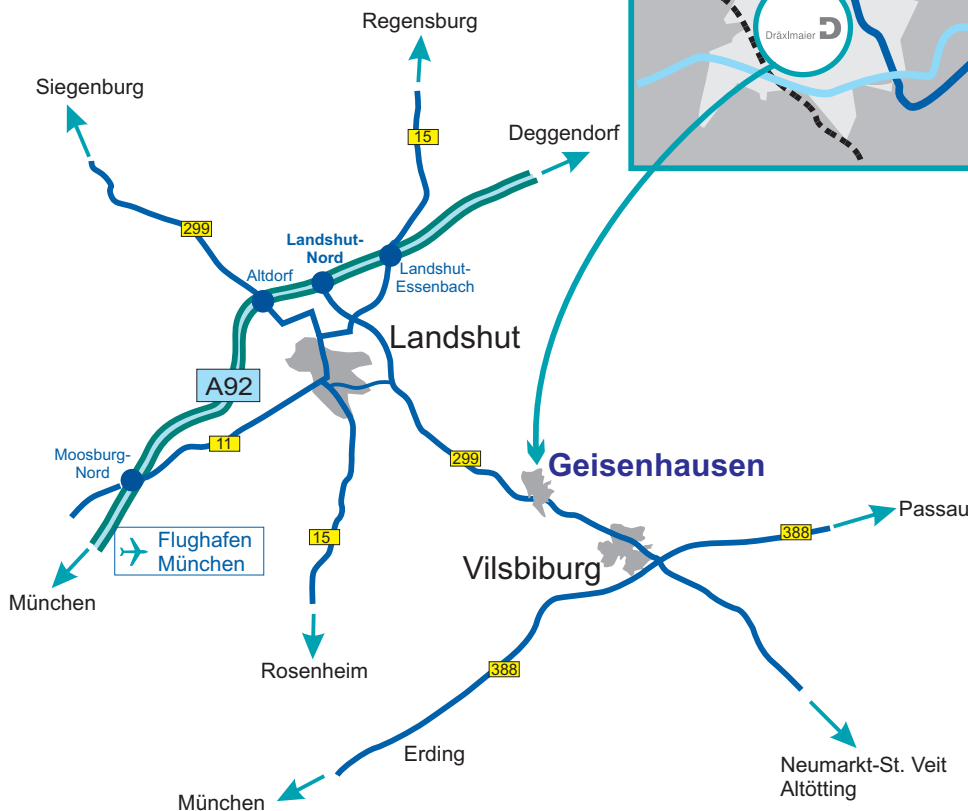 Regensburg
Dräxlmaier
Siegenburg
15
Deggendorf
299
Landshut-
Nord
Altdorf
Landshut-
Essenbach
Landshut
A92
11
Moosburg-
Nord
299
Geisenhausen
Passau
388
15
Flughafen
München
Vilsbiburg
München
Rosenheim
388
Erding
Neumarkt-St. Veit
Altötting
München